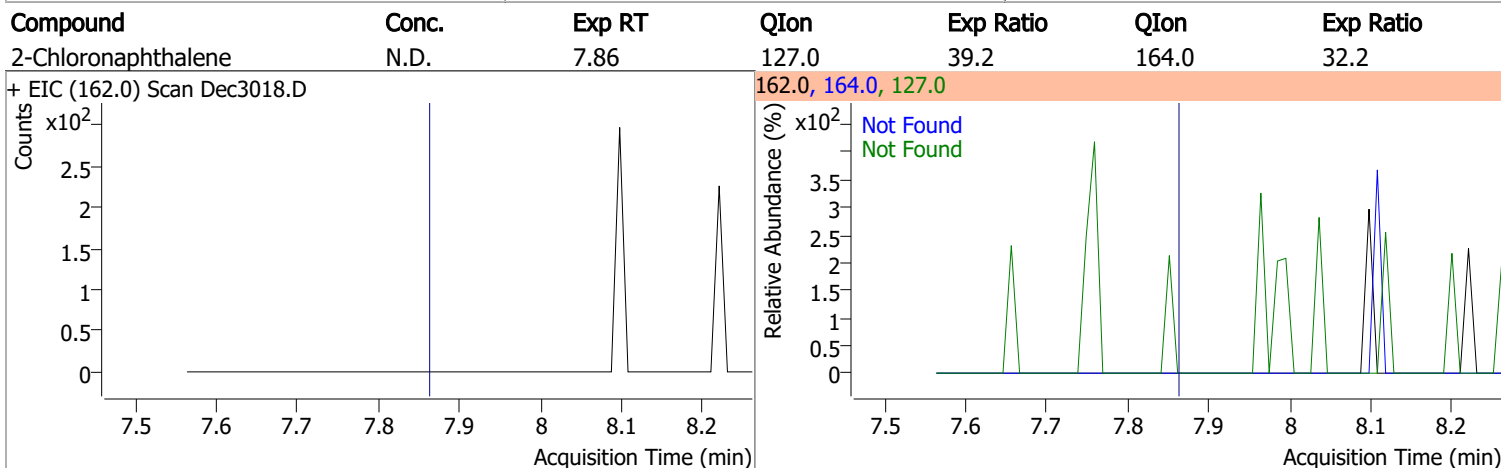 Compound Conc. Exp RT QIon Exp Ratio QIon Exp Ratio
2-Chloronaphthalene N.D. 7.86 127.0 39.2 164.0 32.2
+ EIC (162.0) Scan Dec3018.D
Counts
x10²
2.5
2
1.5
1
0.5
0
7.5 7.6 7.7 7.8 7.9 8 8.1 8.2
Acquisition Time (min)
162.0, 164.0, 127.0
Relative Abundance (%)
x10²
Not Found
Not Found
3.5
3
2.5
2
1.5
1
0.5
0
7.5 7.6 7.7 7.8 7.9 8 8.1 8.2
Acquisition Time (min)